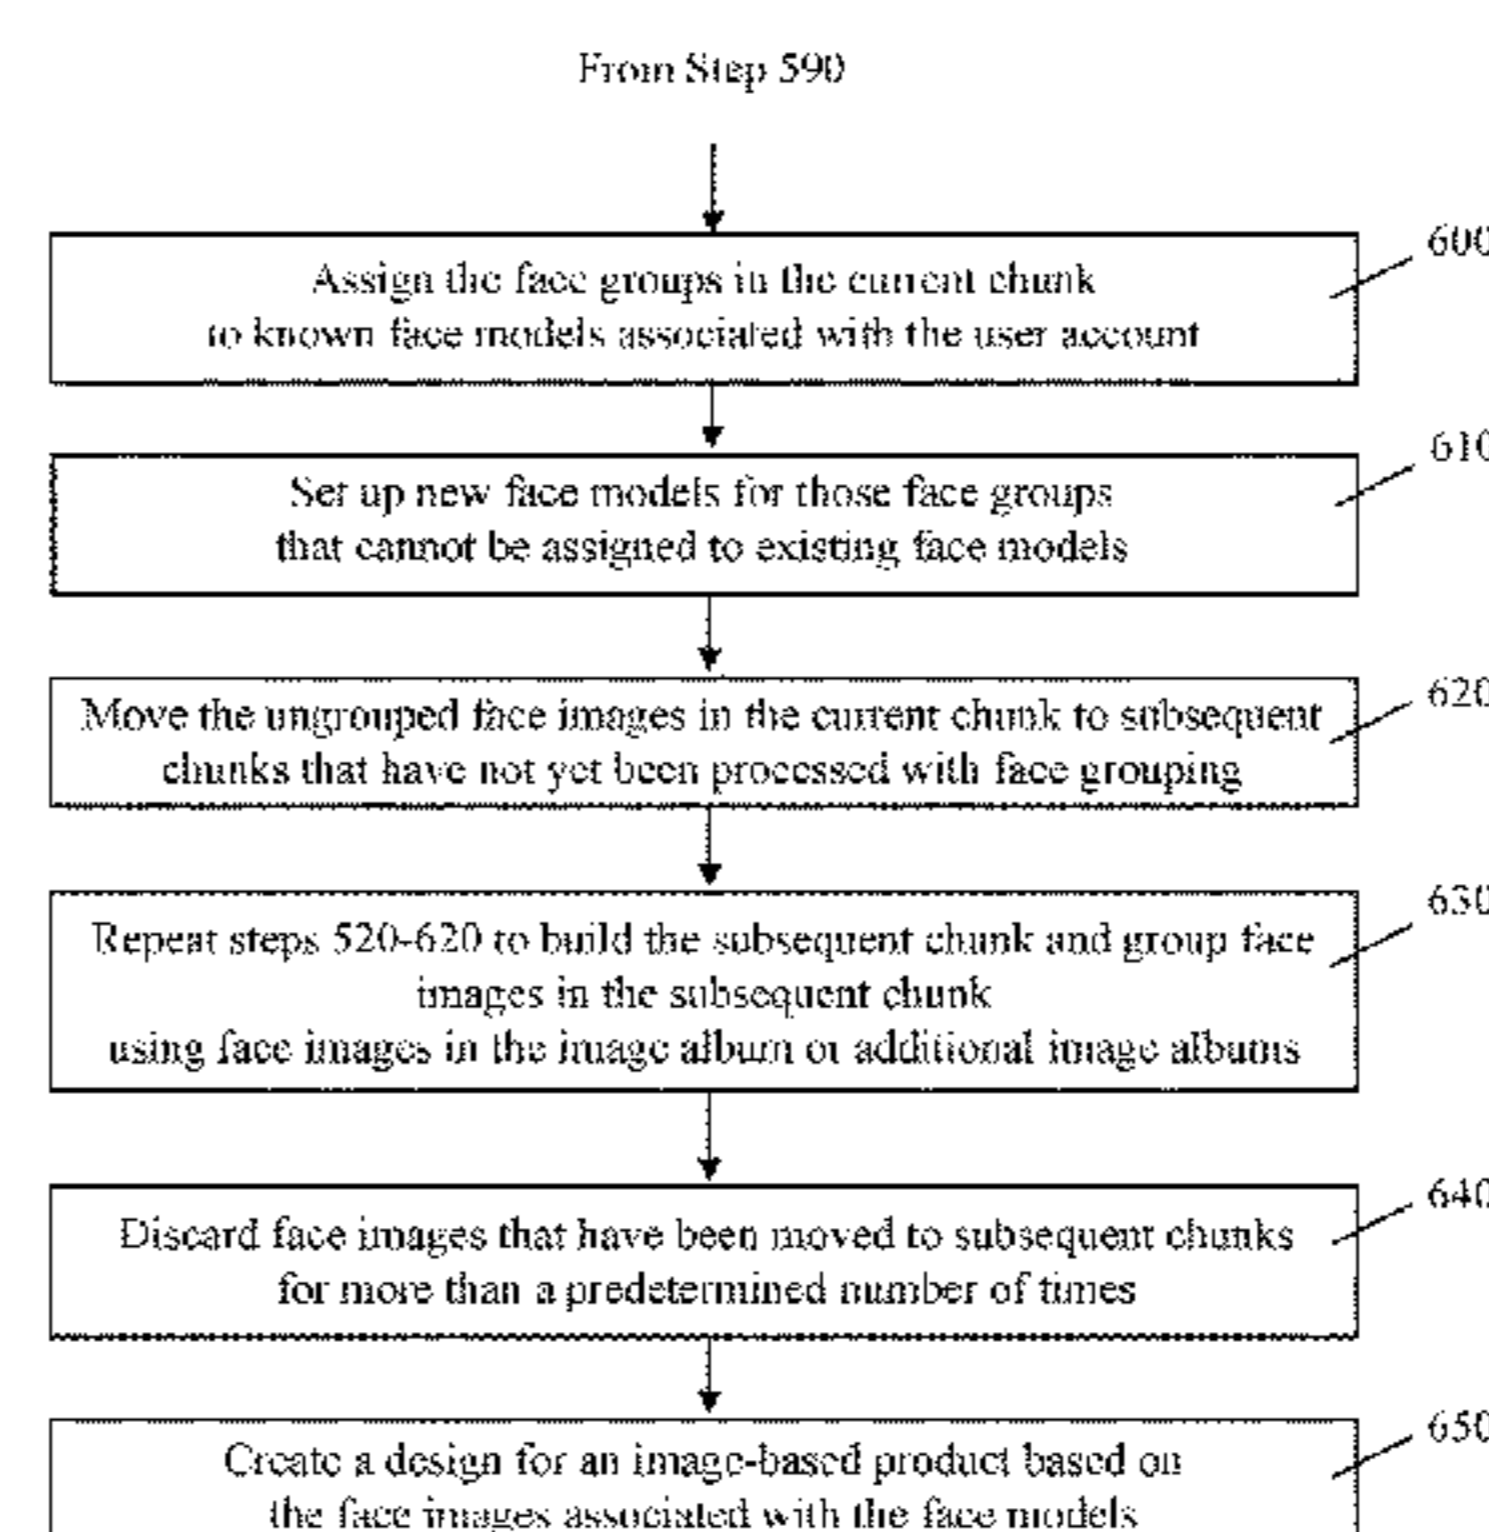 From Step 590
600
Assign the face groups in the current chunk
to known face models associated with the user account
610
Set up new face models for those face groups
that cannot be assigned to existing face models
620
Move the ungrouped face images in the current chunk to subsequent
chunks that have not yet been processed with face grouping
630
Repeat steps 520-620 to build the subsequent chunk and group face
images in the subsequent chunk
using face images in the image album or additional image albums
640
Discard face images that have been moved to subsequent chunks
for more than a predetermined number of times
650
Create a design for an image-based product based on
the face images associated with the face models